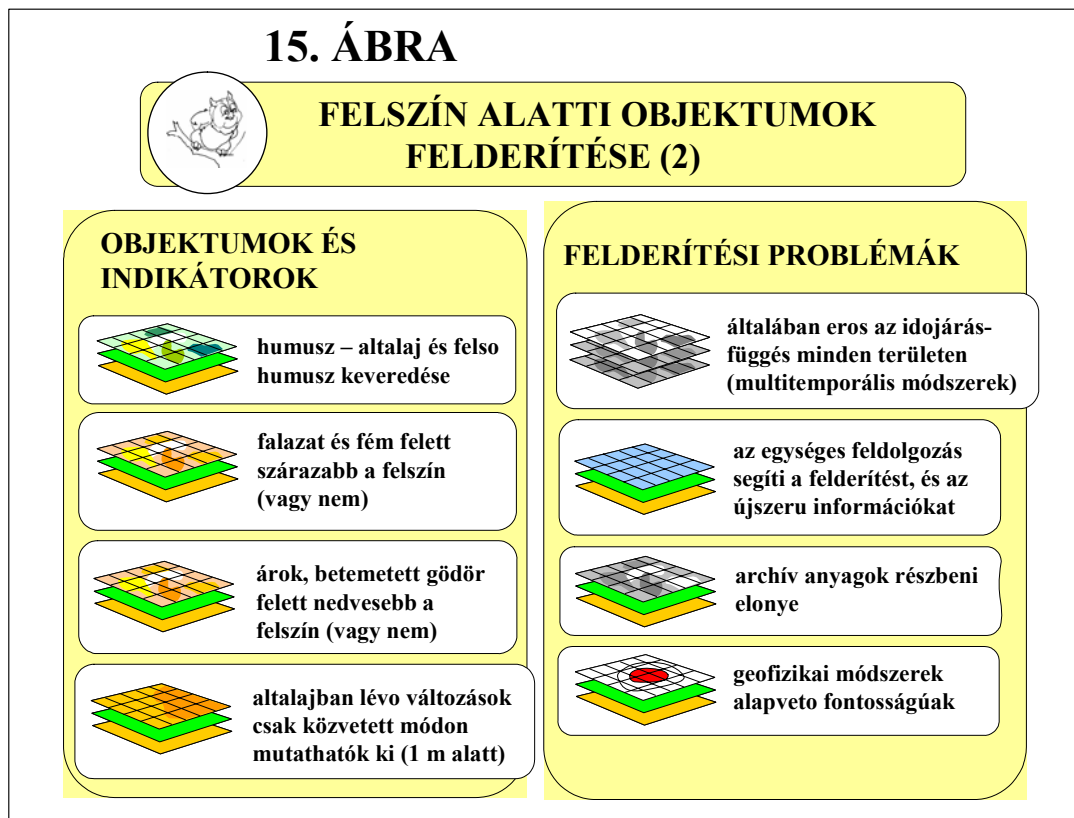 15. ÁBRA
FELSZÍN ALATTI OBJEKTUMOK
FELDERÍTÉSE (2)
OBJEKTUMOK ÉS
INDIKÁTOROK
humusz – altalaj és felso
humusz keveredése
falazat és fém felett
szárazabb a felszín
(vagy nem)
árok, betemetett gödör
felett nedvesebb a
felszín (vagy nem)
altalajban lévo változások
csak közvetett módon
mutathatók ki (1 m alatt)
FELDERÍTÉSI PROBLÉMÁK
általában eros az idojárás-
függés minden területen
(multitemporális módszerek)
az egységes feldolgozás
segíti a felderítést, és az
újszeru információkat
archív anyagok részbeni
elonye
geofizikai módszerek
alapveto fontosságúak